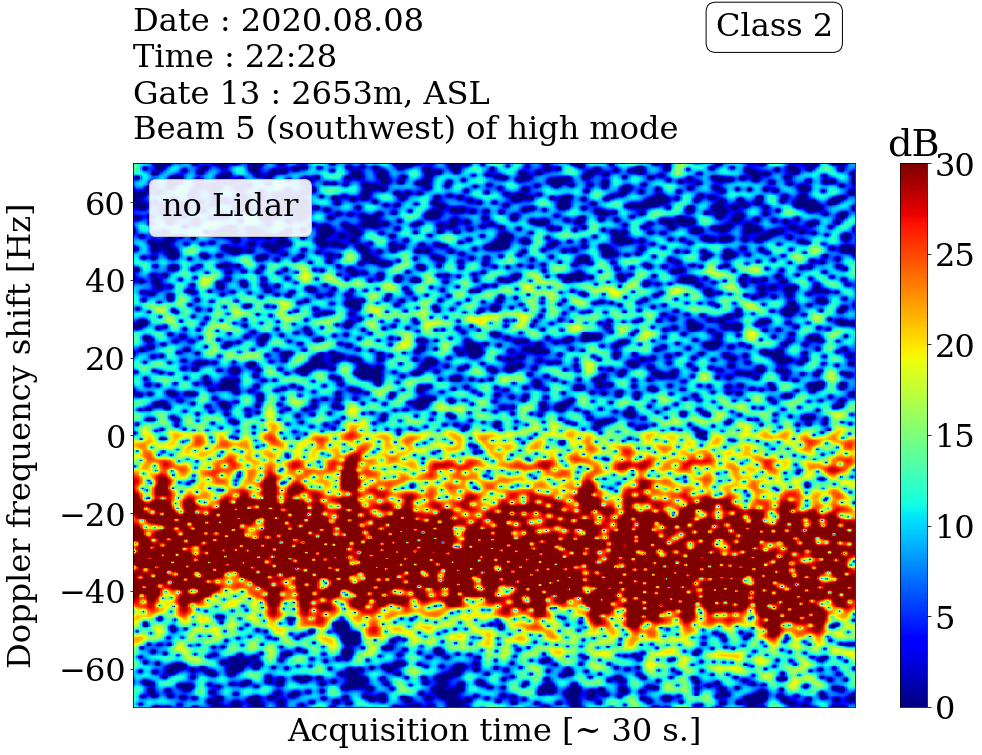 Date : 2020.08.08
Time : 22:28
Gate 13 : 2653m, ASL
Beam 5 (southwest) of high mode
Class 2
dB
no Lidar
Doppler frequency shift [Hz]
60
40
20
0
−20
−40
−60
30
25
20
15
10
5
0
Acquisition time [~ 30 s.]